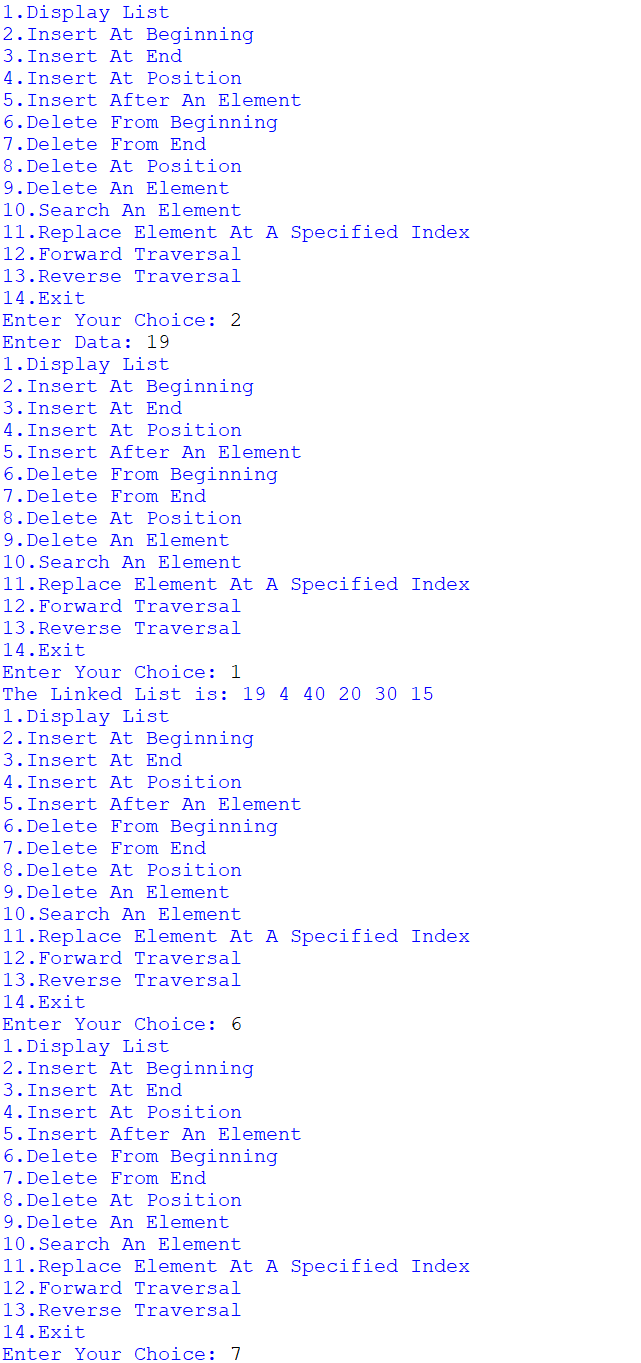 1.Display List
2.Insert At Beginning
3.Insert At End
4.Insert At Position
5.Insert After An Element
6.Delete From Beginning
7.Delete From End
8.Delete At Position
9.Delete An Element
10.Search An Element
11.Replace Element At A Specified Index
12.Forward Traversal
13.Reverse Traversal
14.Exit
Enter Your Choice: 2
Enter Data: 19
1.Display List
2.Insert At Beginning
3.Insert At End
4.Insert At Position
5.Insert After An Element
6.Delete From Beginning
7.Delete From End
8.Delete At Position
9.Delete An Element
10.Search An Element
11.Replace Element At A Specified Index
12.Forward Traversal
13.Reverse Traversal
14.Exit
Enter Your Choice: 1
The Linked List is: 19 4 40 20 30 15
1.Display List
2.Insert At Beginning
3.Insert At End
4.Insert At Position
5.Insert After An Element
6.Delete From Beginning
7.Delete From End
8.Delete At Position
9.Delete An Element
10.Search An Element
11.Replace Element At A Specified Index
12.Forward Traversal
13.Reverse Traversal
14.Exit
Enter Your Choice: 6
1.Display List
2.Insert At Beginning
3.Insert At End
4.Insert At Position
5.Insert After An Element
6.Delete From Beginning
7.Delete From End
8.Delete At Position
9.Delete An Element
10.Search An Element
11.Replace Element At A Specified Index
12.Forward Traversal
13.Reverse Traversal
14.Exit
Enter Your Choice: 7